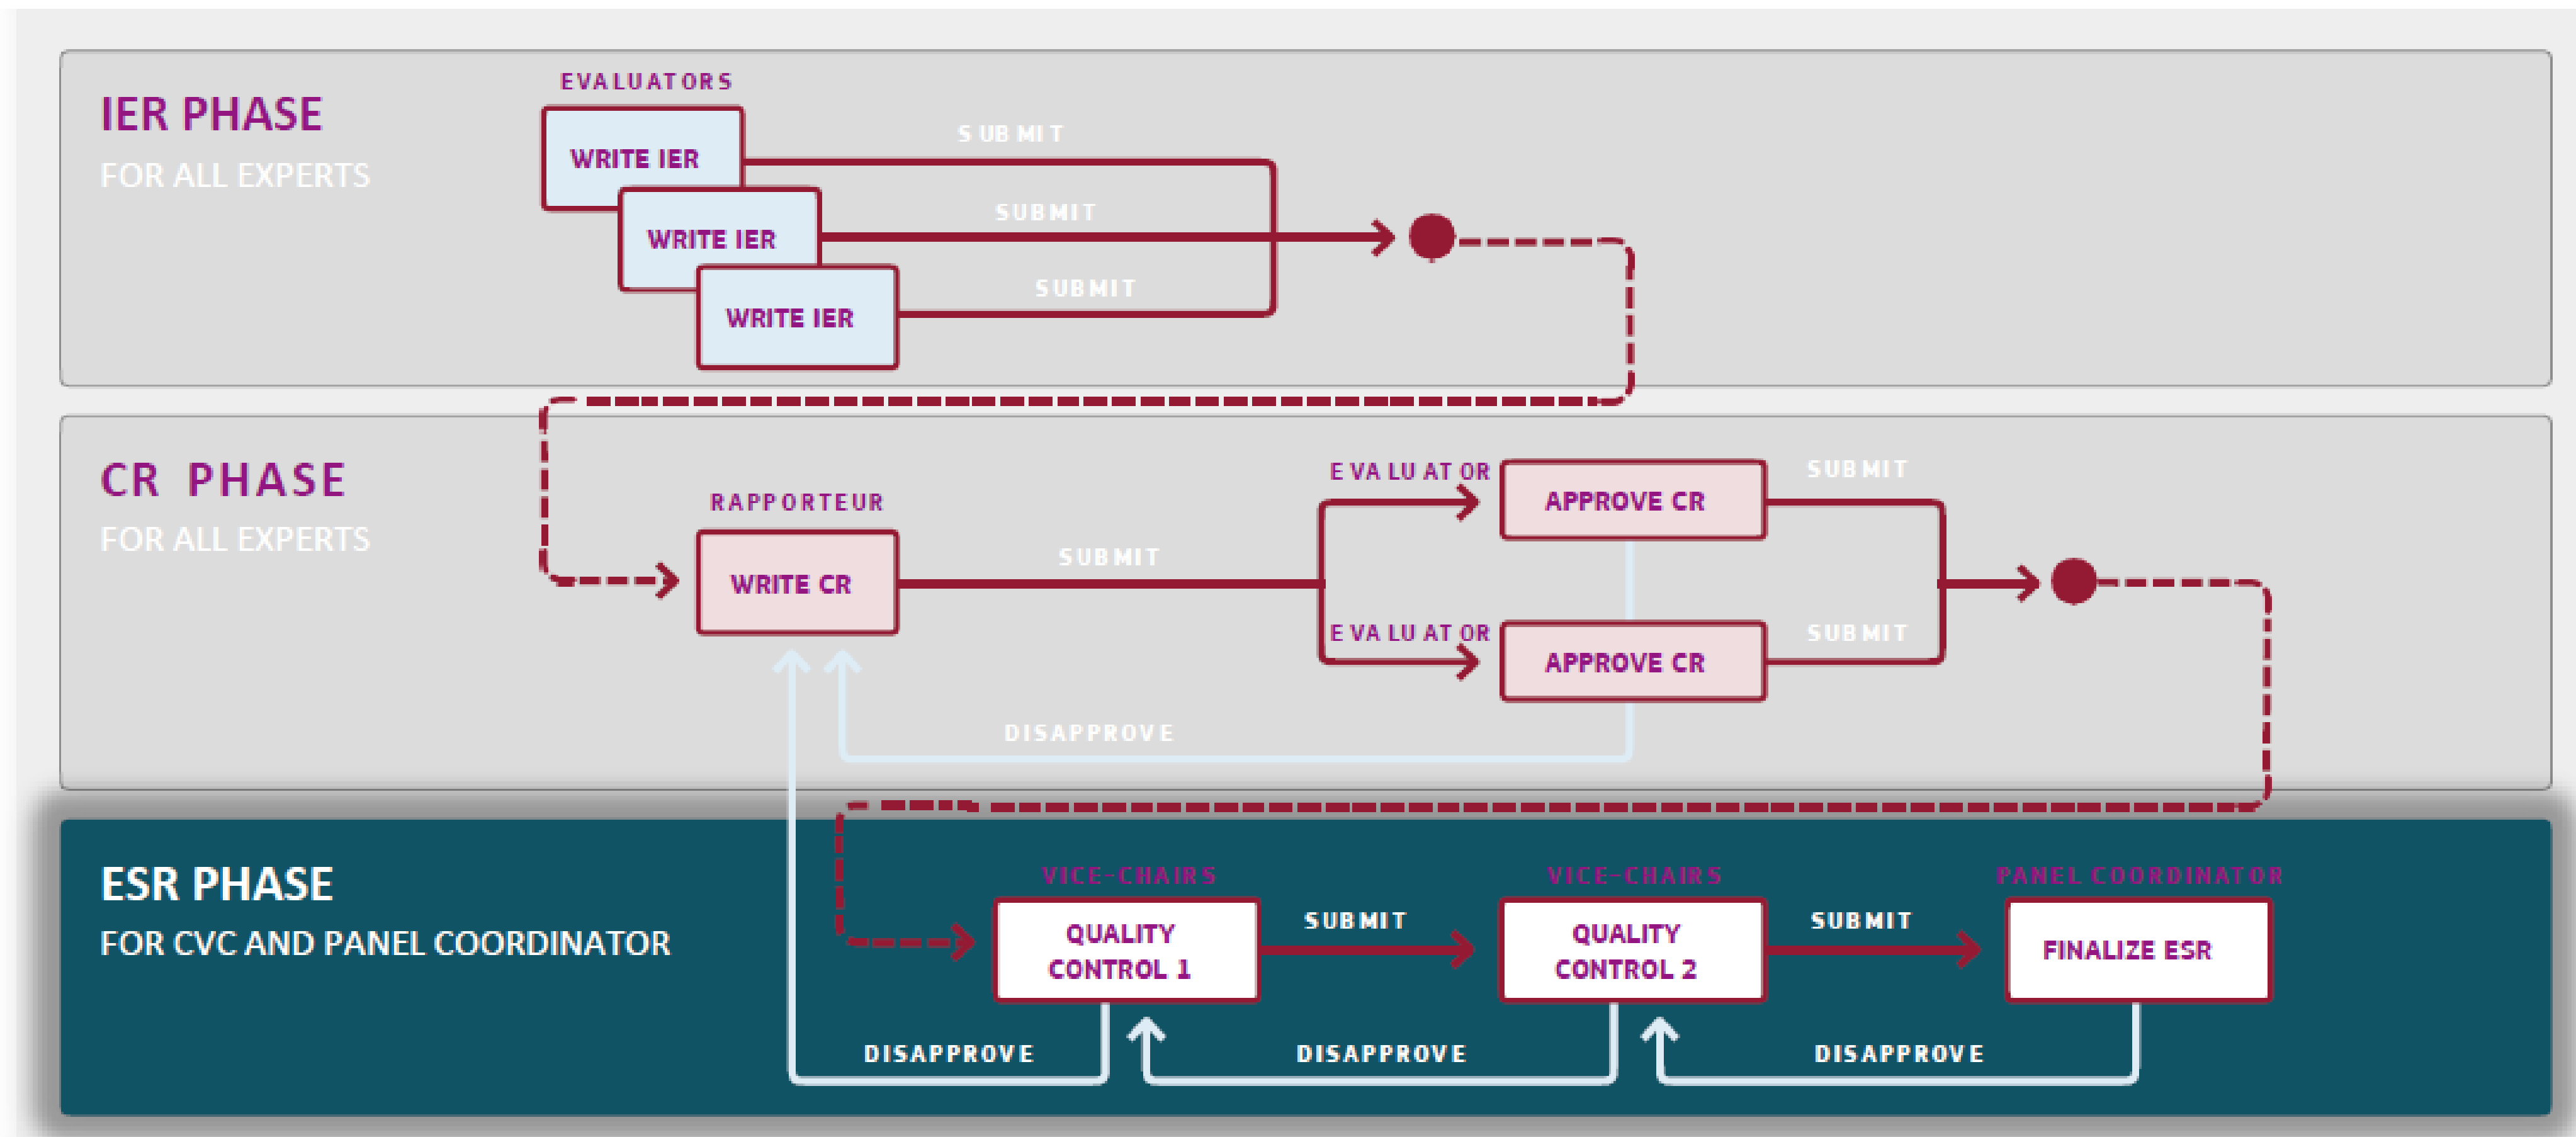 EVALUATORS
IER PHASE
FOR ALL EXPERTS
WRITE IER
SUBMIT
WRITE IER
SUBMIT
WRITE IER
SUBMIT
CR PHASE
FOR ALL EXPERTS
RAPPORTEUR
WRITE CR
SUBMIT
EVALUATOR
APPROVE CR
SUBMIT
EVALUATOR
APPROVE CR
SUBMIT
DISAPPROVE
ESR PHASE
FOR CVC AND PANEL COORDINATOR
VICE-CHAIRS
QUALITY
CONTROL 1
SUBMIT
VICE-CHAIRS
QUALITY
CONTROL 2
SUBMIT
PANEL COORDINATOR
FINALIZE ESR
DISAPPROVE
DISAPPROVE
DISAPPROVE